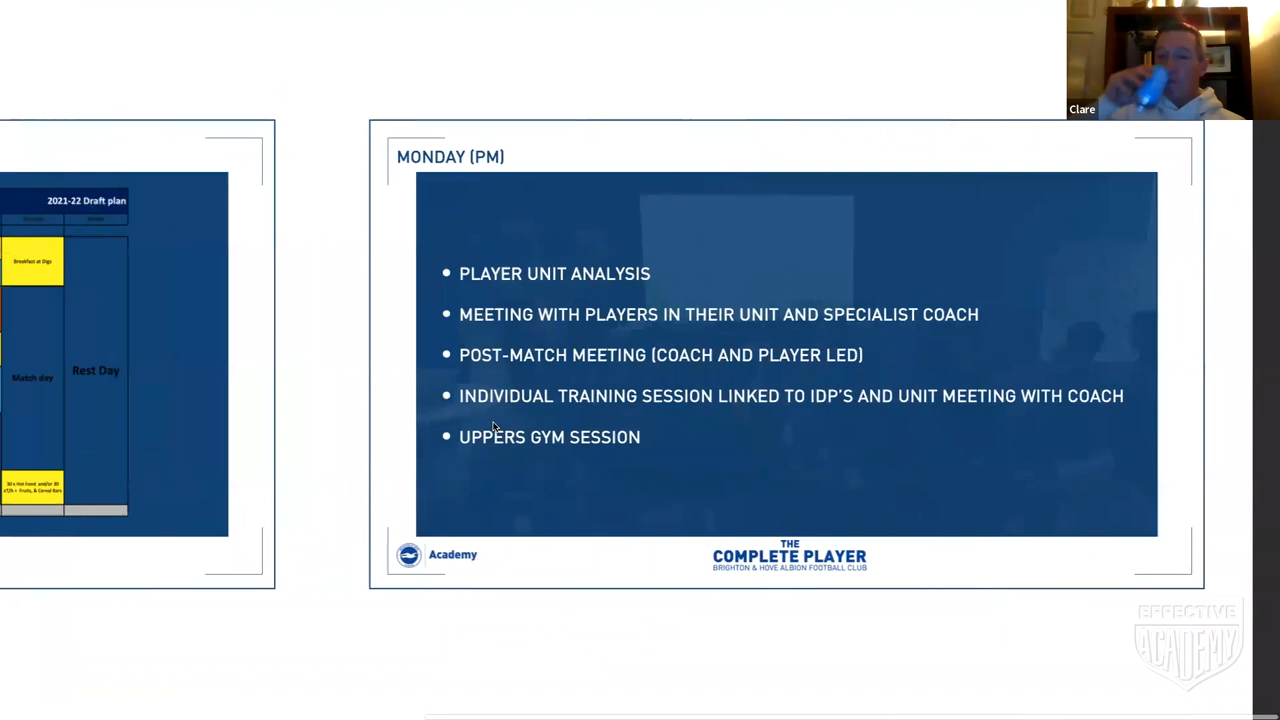 Clare
2021-22 Draft plan
Breakfast at Digs
Match day
Rest Day
MONDAY (PM)
• PLAYER UNIT ANALYSIS
• MEETING WITH PLAYERS IN THEIR UNIT AND SPECIALIST COACH
• POST-MATCH MEETING (COACH AND PLAYER LED)
• INDIVIDUAL TRAINING SESSION LINKED TO IDP'S AND UNIT MEETING WITH COACH
• UPPERS GYM SESSION
Academy
THE
COMPLETE PLAYER
BRIGHTON & HOVE ALBION FOOTBALL CLUB
EFFECTIVE
ACADEMY